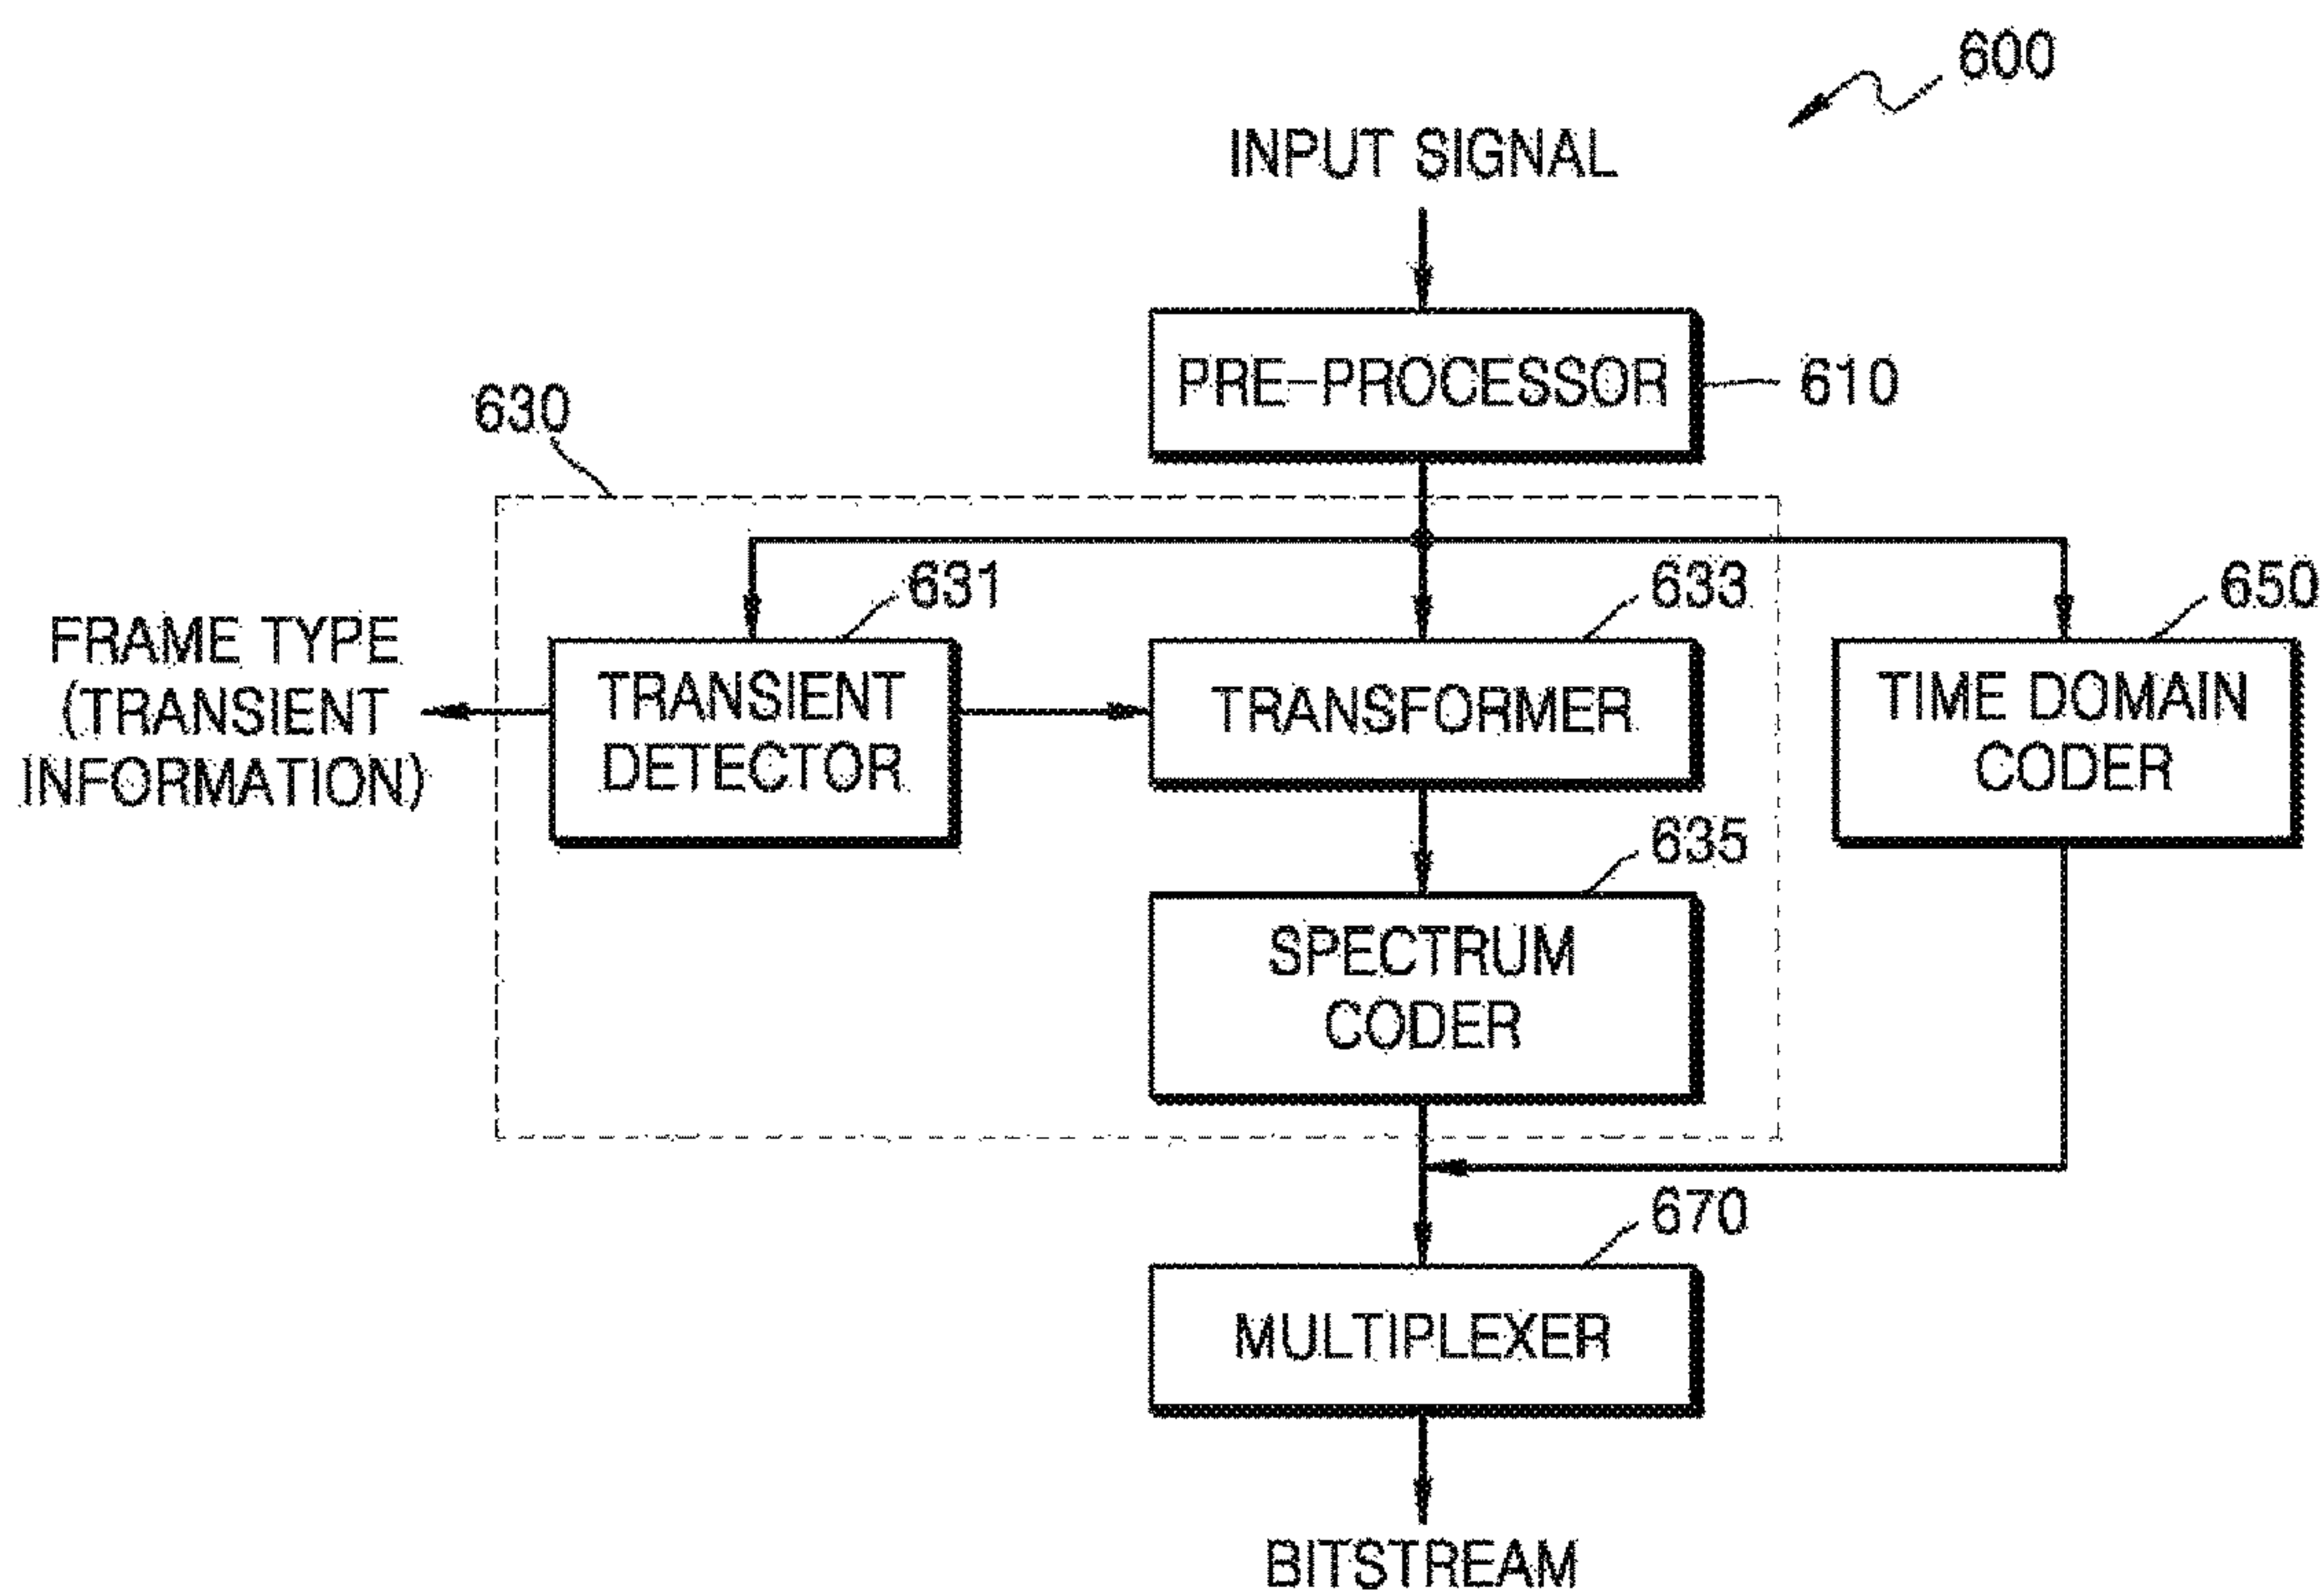 600
INPUT SIGNAL
PRE-PROCESSOR
610
630
631
633
650
FRAME TYPE
(TRANSIENT
INFORMATION)
TRANSIENT
DETECTOR
TRANSFORMER
TIME DOMAIN
CODER
635
SPECTRUM
CODER
670
MULTIPLEXER
BITSTREAM